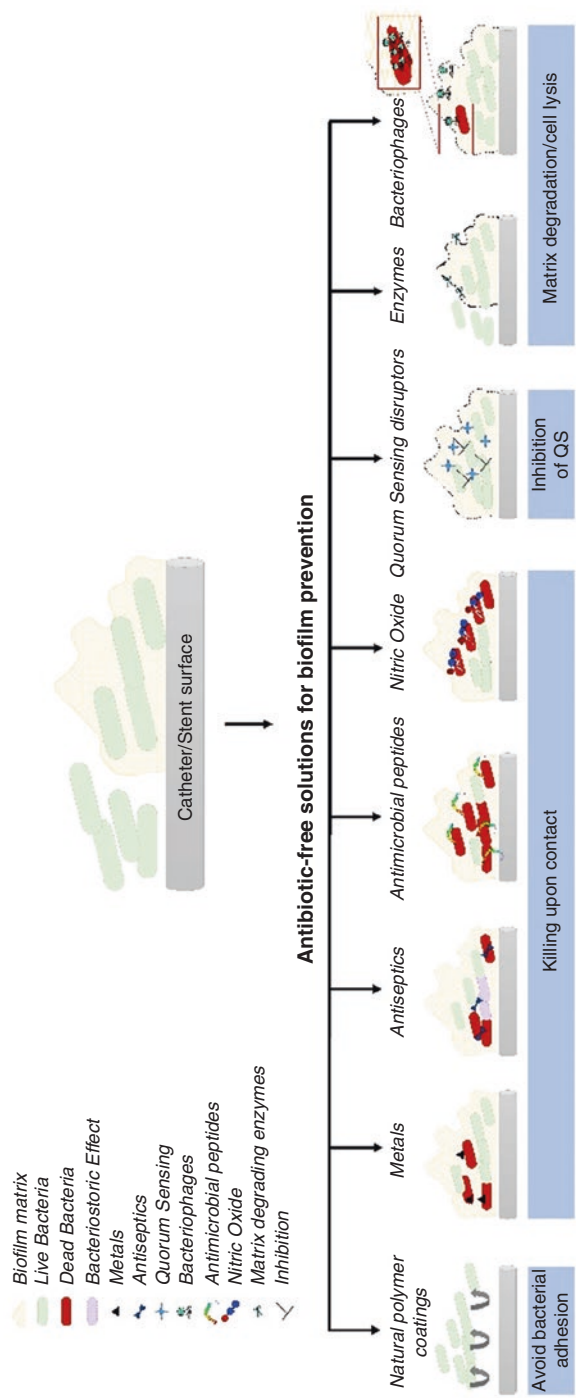 Biofilm matrix
Live Bacteria
Dead Bacteria
Bacteriostoric Effect
Metals
Antiseptics
Quorum Sensing
Bacteriophages
Antimicrobial peptides
Nitric Oxide
Matrix degrading enzymes
Inhibition
Catheter/Stent surface
Antibiotic-free solutions for biofilm prevention
Natural polymer
coatings
Metals
Antiseptics
Antimicrobial peptides
Nitric Oxide
Quorum Sensing disruptors
Enzymes
Bacteriophages
Avoid bacterial
adhesion
Killing upon contact
Inhibition
of QS
Matrix degradation/cell lysis